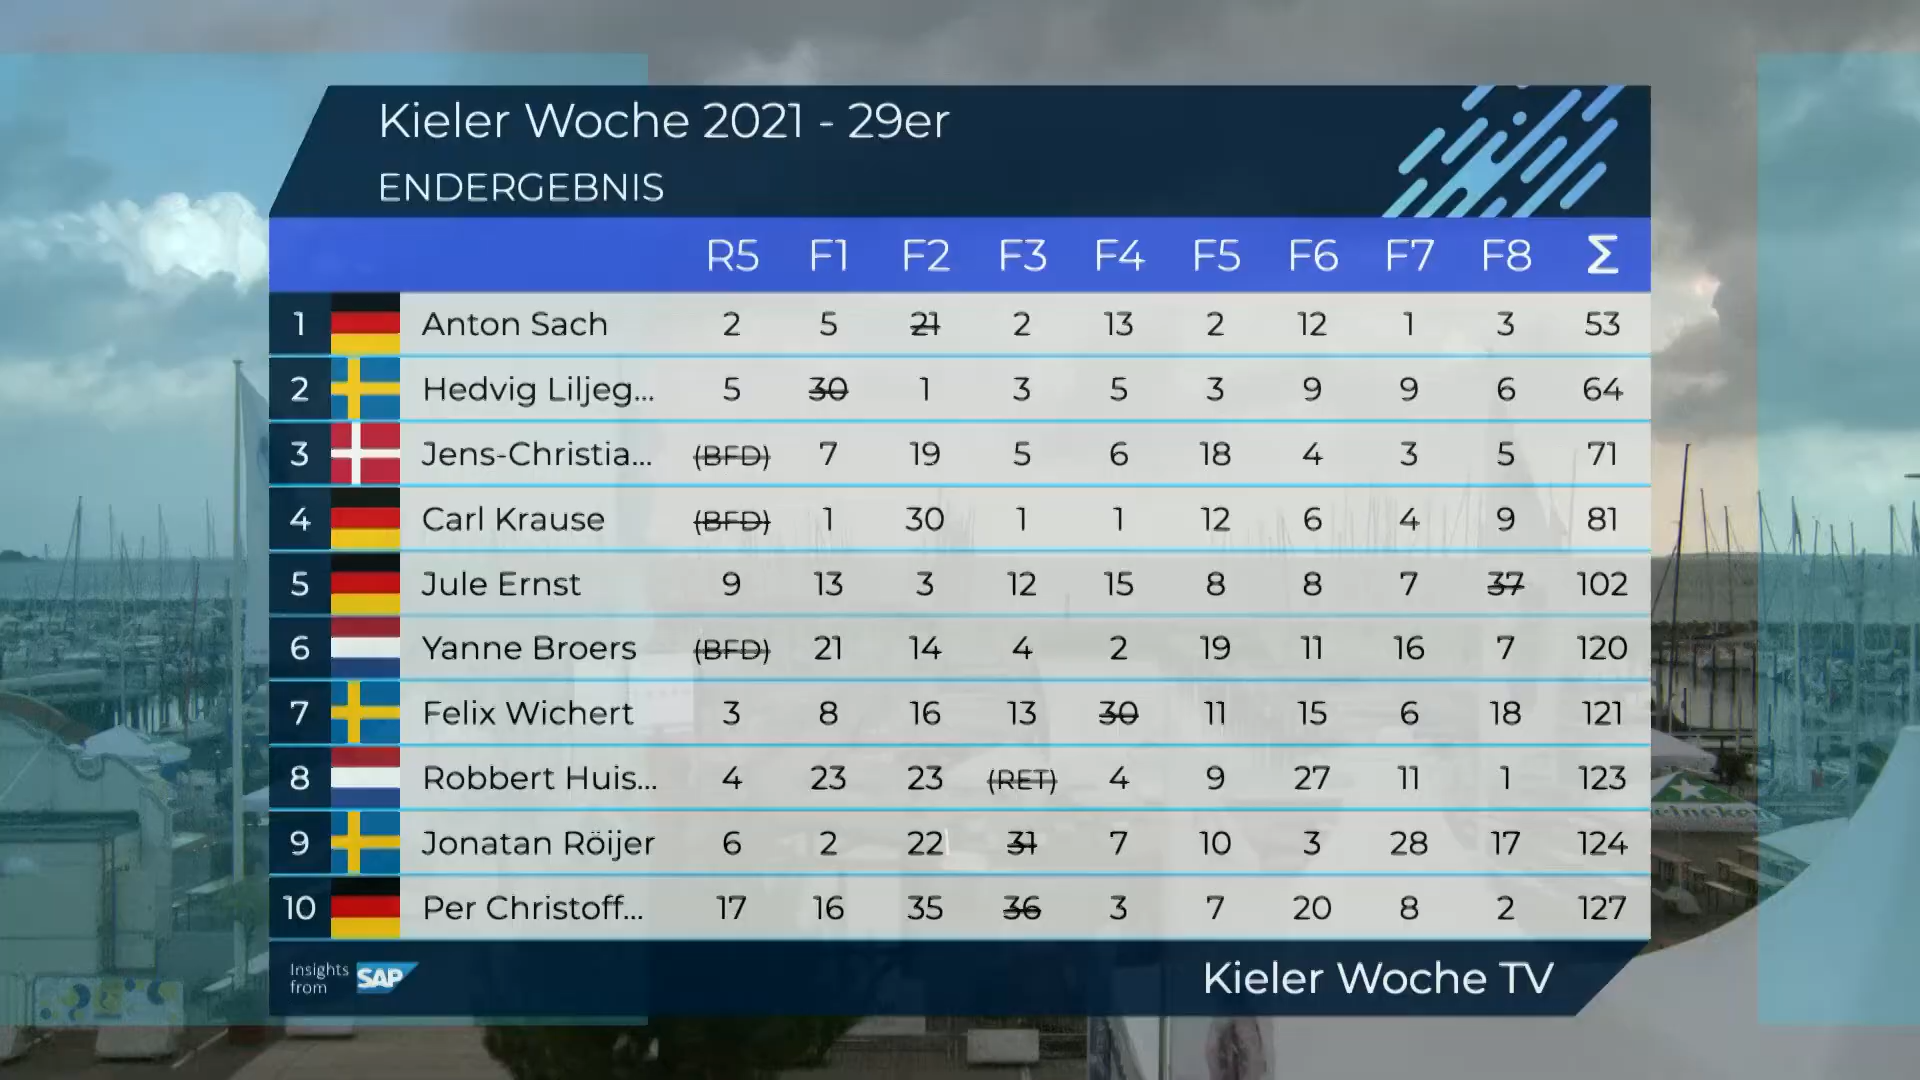 Kieler Woche 2021 - 29er
ENDERGEBNIS
R5 F1 F2 F3 F4 F5 F6 F7 F8 Σ
1 Anton Sach 2 5 21 2 13 2 12 1 3 53
2 Hedvig Liljeg... 5 30 1 3 5 3 9 9 6 64
3 Jens-Christia... (BFD) 7 19 5 6 18 4 3 5 71
4 Carl Krause (BFD) 1 30 1 1 12 6 4 9 81
5 Jule Ernst 9 13 3 12 15 8 8 7 37 102
6 Yanne Broers (BFD) 21 14 4 2 19 11 16 7 120
7 Felix Wichert 3 8 16 13 30 11 15 6 18 121
8 Robbert Huis... 4 23 23 (RET) 4 9 27 11 1 123
9 Jonatan Röijer 6 2 22 31 7 10 3 28 17 124
10 Per Christoff... 17 16 35 36 3 7 20 8 2 127
Insights from SAP
Kieler Woche TV
Heineken